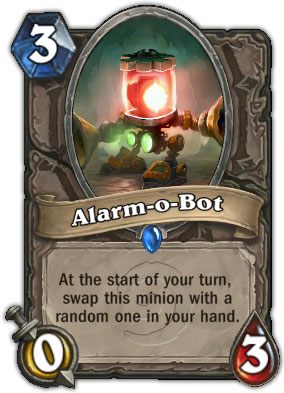 3
Alarm-o-Bot
At the start of your turn,
swap this minion with a
random one in your hand.
0
3